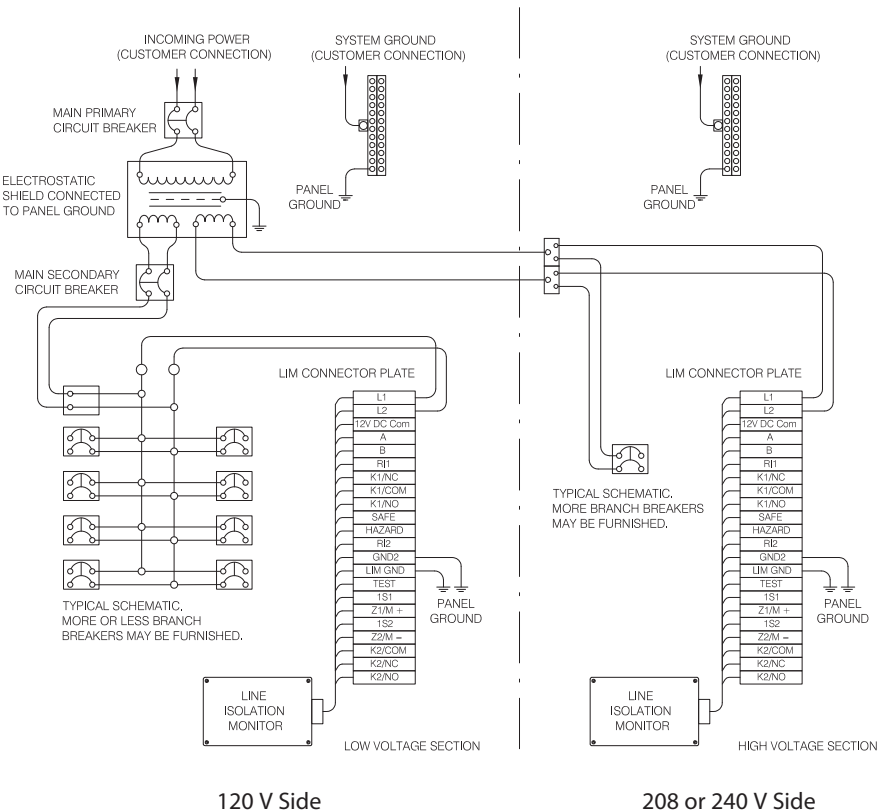 INCOMING POWER
(CUSTOMER CONNECTION)
SYSTEM GROUND
(CUSTOMER CONNECTION)
MAIN PRIMARY
CIRCUIT BREAKER
ELECTROSTATIC
SHIELD CONNECTED
TO PANEL GROUND
PANEL
GROUND
MAIN SECONDARY
CIRCUIT BREAKER
LIM CONNECTOR PLATE
L1
L2
12V DC Com
A
B
RI1
K1/NC
K1/COM
K1/NO
SAFE
HAZARD
RI2
GND2
LIM GND
TEST
1S1
Z1/M +
1S2
Z2/M –
K2/COM
K2/NC
K2/NO
PANEL
GROUND
TYPICAL SCHEMATIC.
MORE OR LESS BRANCH
BREAKERS MAY BE FURNISHED.
LINE
ISOLATION
MONITOR
LOW VOLTAGE SECTION
120 V Side
SYSTEM GROUND
(CUSTOMER CONNECTION)
PANEL
GROUND
LIM CONNECTOR PLATE
L1
L2
12V DC Com
A
B
RI1
K1/NC
K1/COM
K1/NO
SAFE
HAZARD
RI2
GND2
LIM GND
TEST
1S1
Z1/M +
1S2
Z2/M –
K2/COM
K2/NC
K2/NO
PANEL
GROUND
TYPICAL SCHEMATIC.
MORE BRANCH BREAKERS
MAY BE FURNISHED.
LINE
ISOLATION
MONITOR
HIGH VOLTAGE SECTION
208 or 240 V Side